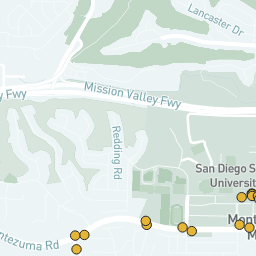 Lancaster Dr
Mission Valley Fwy
y Fwy
Redding Rd
San Diego S
Universit
Mont
M
ntezuma Rd